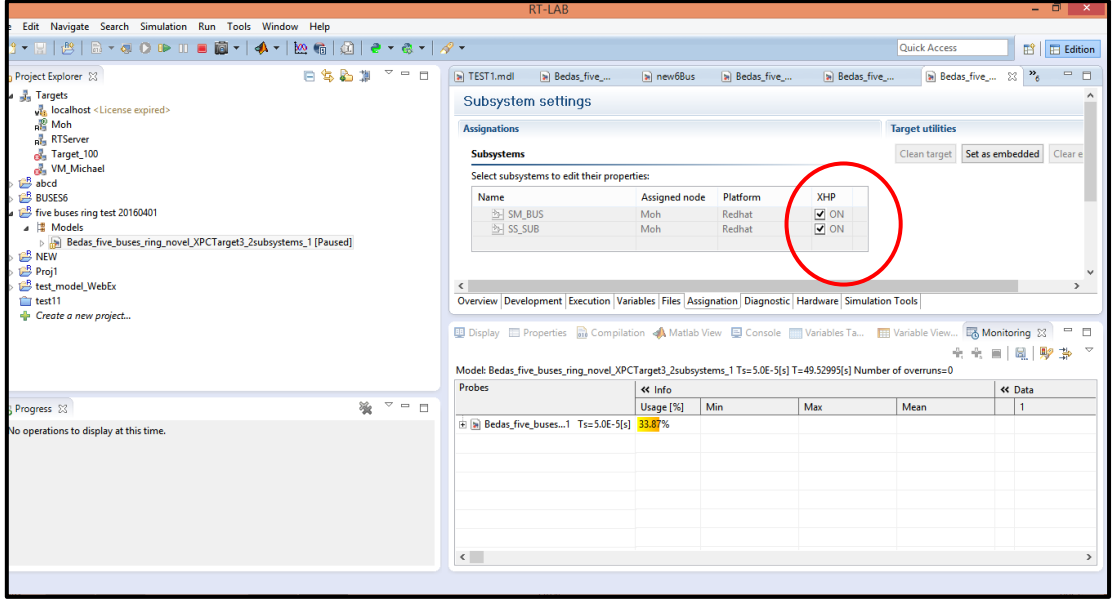 RT-LAB
Edit Navigate Search Simulation Run Tools Window Help
Quick Access
Edition
Project Explorer
Targets
localhost <License expired>
Moh
RTServer
Target_100
VM_Michael
abcd
BUSES6
five buses ring test 20160401
Models
Bedas_five_buses_ring_novel_XPCTarget3_2subsystems_1 [Paused]
NEW
Proj1
test_model_WebEx
test11
Create a new project...
Progress
No operations to display at this time.
TEST1.mdl Bedas_five_... new6Bus Bedas_five_... Bedas_five_... Bedas_five_... »6
Subsystem settings
Assignations
Target utilities
Subsystems
Clean target Set as embedded Clear e
Select subsystems to edit their properties:
Name Assigned node Platform XHP
SM_BUS Moh Redhat ON
SS_SUB Moh Redhat ON
Overview Development Execution Variables Files Assignation Diagnostic Hardware Simulation Tools
Display Properties Compilation Matlab View Console Variables Ta... Variable View... Monitoring
Model: Bedas_five_buses_ring_novel_XPCTarget3_2subsystems_1 Ts=5.0E-5[s] T=49.52995[s] Number of overruns=0
Probes « Info « Data
Usage [%] Min Max Mean 1
Bedas_five_buses...1 Ts=5.0E-5[s] 33.87%